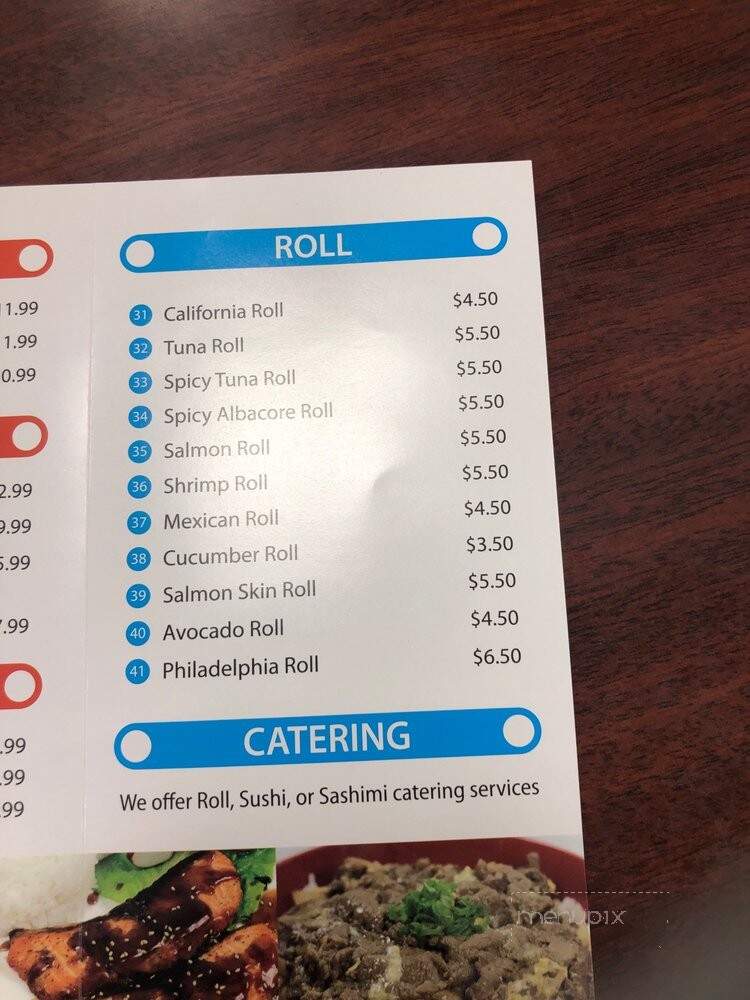 ROLL
31 California Roll $4.50
32 Tuna Roll $5.50
33 Spicy Tuna Roll $5.50
34 Spicy Albacore Roll $5.50
35 Salmon Roll $5.50
36 Shrimp Roll $5.50
37 Mexican Roll $4.50
38 Cucumber Roll $3.50
39 Salmon Skin Roll $5.50
40 Avocado Roll $4.50
41 Philadelphia Roll $6.50
CATERING
We offer Roll, Sushi, or Sashimi catering services
1.99
1.99
0.99
2.99
9.99
5.99
.99
.99
.99
.99
menupix